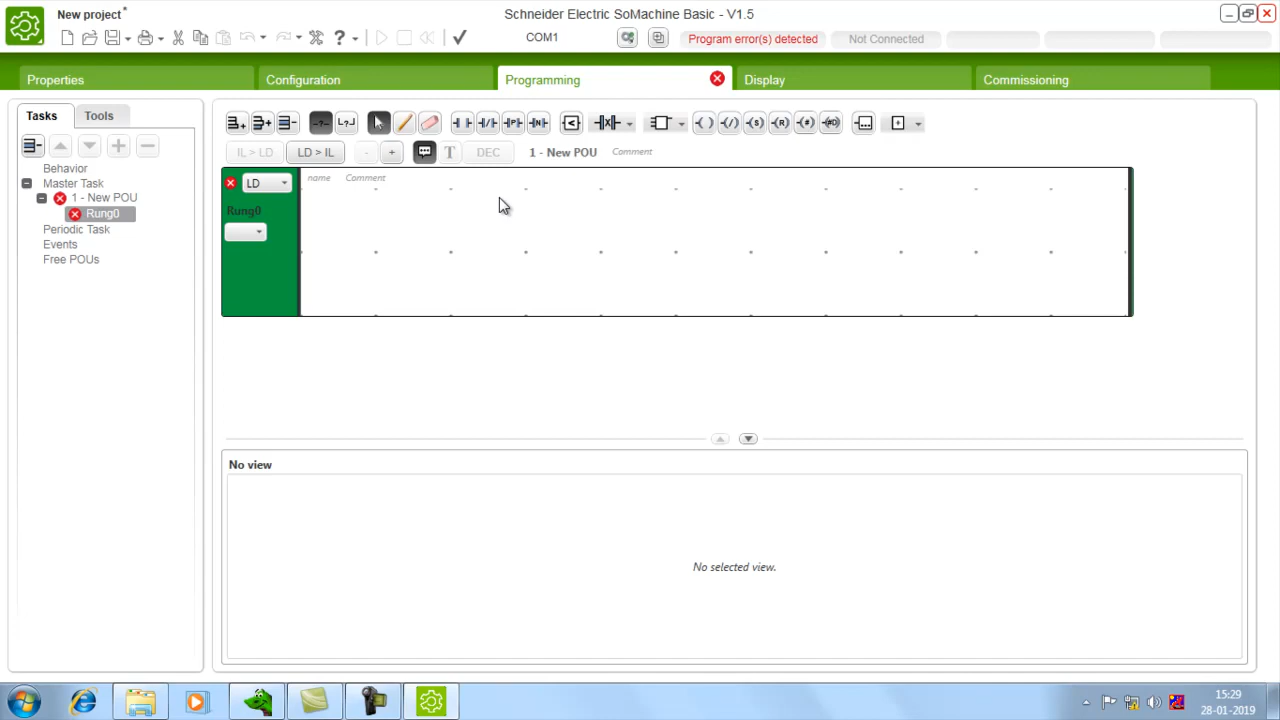 New project*
Schneider Electric SoMachine Basic - V1.5
COM1
Program error(s) detected
Not Connected
Properties
Configuration
Programming
Display
Commissioning
Tasks
Tools
IL > LD
LD > IL
-
+
T
DEC
1 - New POU
Comment
Behavior
Master Task
1 - New POU
Rung0
Periodic Task
Events
Free POUs
LD
name
Comment
Rung0
No view
No selected view.
15:29
28-01-2019